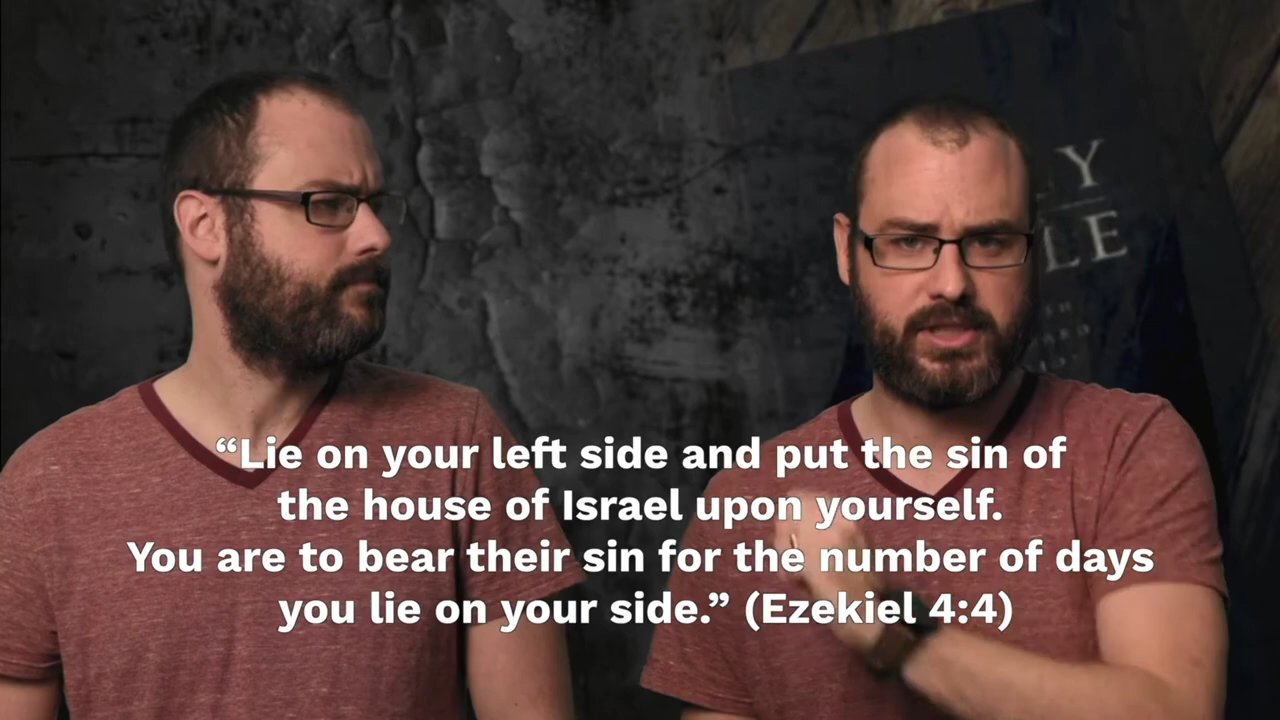 “Lie on your left side and put the sin of
the house of Israel upon yourself.
You are to bear their sin for the number of days
you lie on your side.” (Ezekiel 4:4)